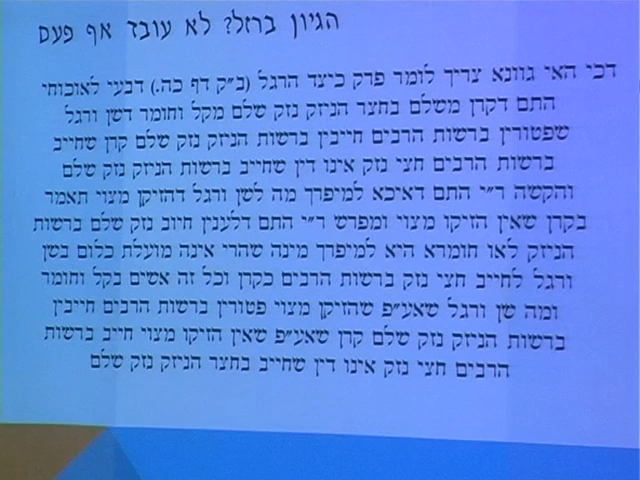 הגיון ברזל? לא עובד אף פעם
דכי האי גוונא צריך לומר פרק כיצד הרגל (ב״ק דף כה.) דבעי לאוכוחי
התם דקרן משלם בחצר הניזק נזק שלם מקל וחומר דשן ורגל
שפטורין ברשות הרבים חייבין ברשות הניזק נזק שלם קרן שחייב
ברשות הרבים חצי נזק אינו דין שחייב ברשות הניזק נזק שלם
והקשה ר״י התם דאיכא למיפרך מה לשן ורגל דהזיקן מצוי תאמר
בקרן שאין הזיקו מצוי ומפרש ר״י התם דלענין חיוב נזק שלם ברשות
הניזק לאו חומרא היא למיפרך מינה שהרי אינה מועלת כלום בשן
ורגל לחייב חצי נזק ברשות הרבים כקרן וכל זה אשים בקל וחומר
ומה שן ורגל שאע״פ שהזיקן מצוי פטורין ברשות הרבים חייבין
ברשות הניזק נזק שלם קרן שאע״פ שאין הזיקו מצוי חייב ברשות
הרבים חצי נזק אינו דין שחייב בחצר הניזק נזק שלם